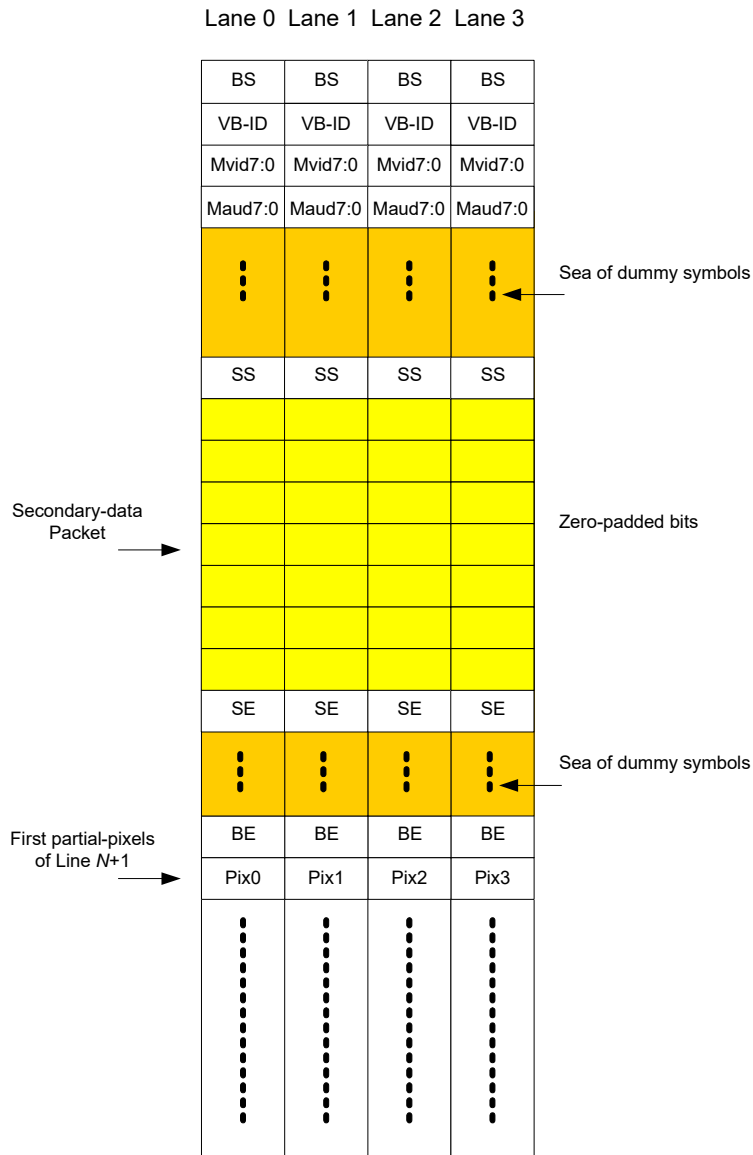 Lane 0 Lane 1 Lane 2 Lane 3
BS BS BS BS
VB-ID VB-ID VB-ID VB-ID
Mvid7:0 Mvid7:0 Mvid7:0 Mvid7:0
Maud7:0 Maud7:0 Maud7:0 Maud7:0
Sea of dummy symbols
SS SS SS SS
Secondary-data
Packet
Zero-padded bits
SE SE SE SE
Sea of dummy symbols
BE BE BE BE
First partial-pixels
of Line N+1
Pix0 Pix1 Pix2 Pix3